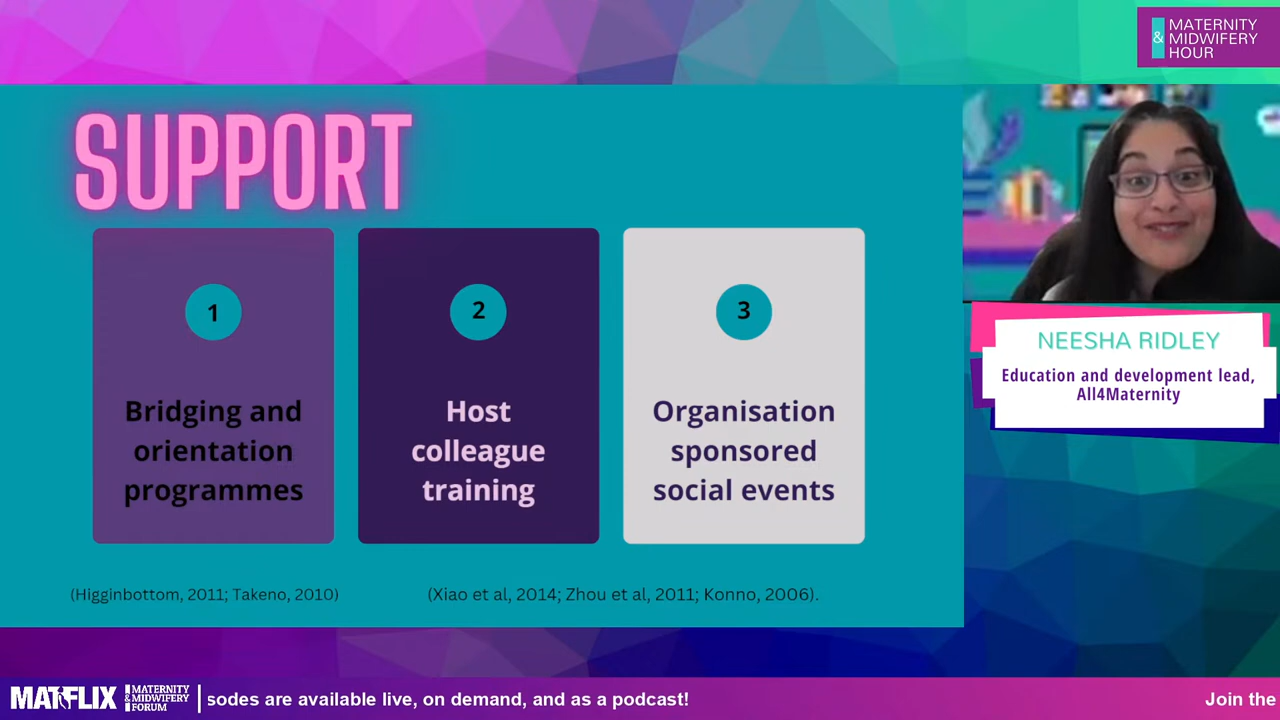 MATERNITY
& MIDWIFERY
HOUR
SUPPORT
1
Bridging and
orientation
programmes
2
Host
colleague
training
3
Organisation
sponsored
social events
(Higginbottom, 2011; Takeno, 2010)
(Xiao et al, 2014; Zhou et al, 2011; Konno, 2006).
NEESHA RIDLEY
Education and development lead,
All4Maternity
MATFLIX
MATERNITY
& MIDWIFERY
FORUM
sodes are available live, on demand, and as a podcast!
Join the